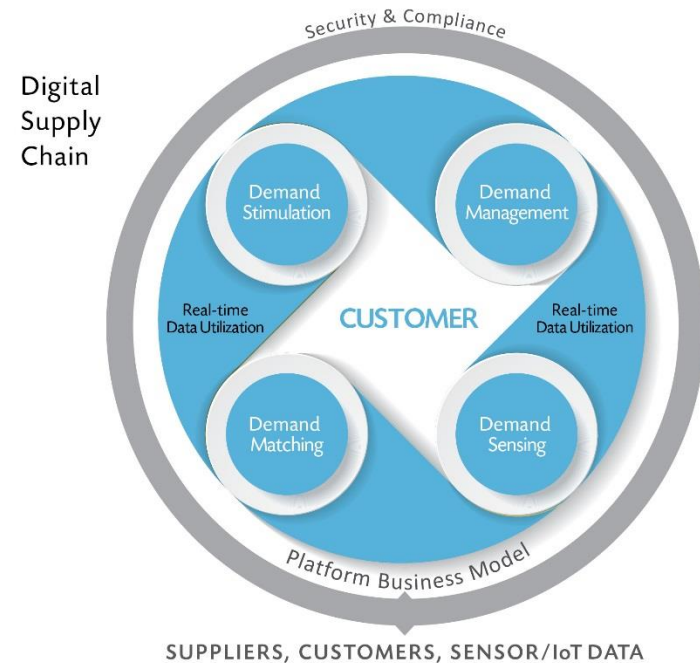 Security & Compliance
Digital
Supply
Chain
Demand
Stimulation
Demand
Management
Real-time
Data Utilization
CUSTOMER
Real-time
Data Utilization
Demand
Matching
Demand
Sensing
Platform Business Model
SUPPLIERS, CUSTOMERS, SENSOR/IoT DATA